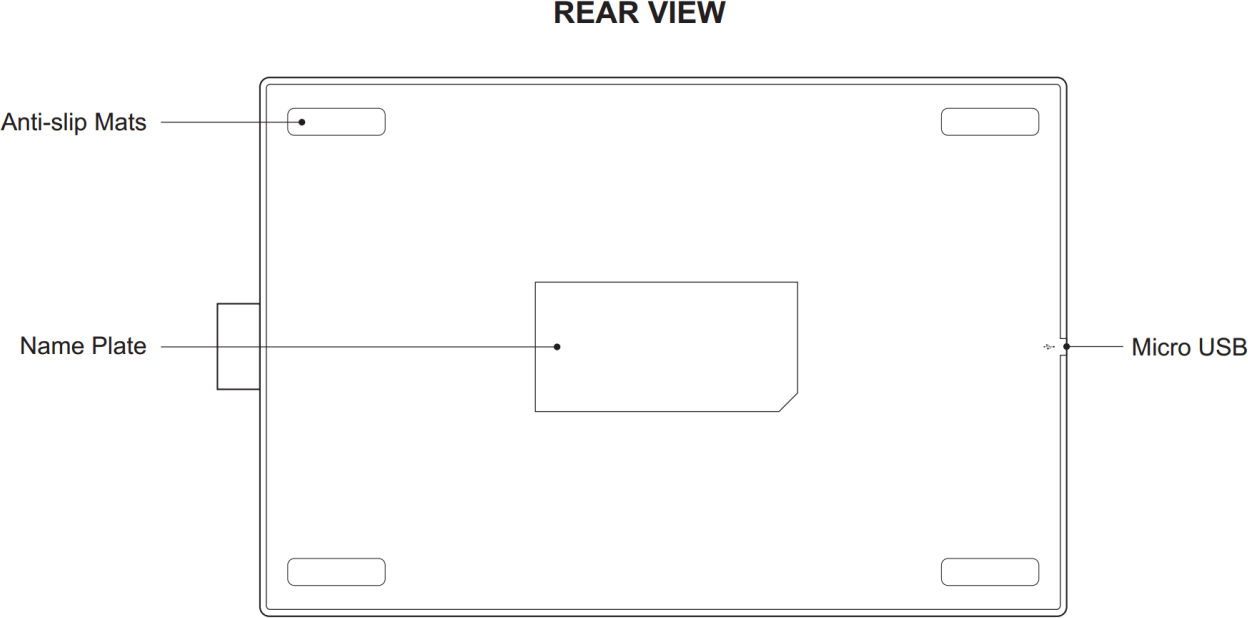 REAR VIEW
Anti-slip Mats
Name Plate
Micro USB